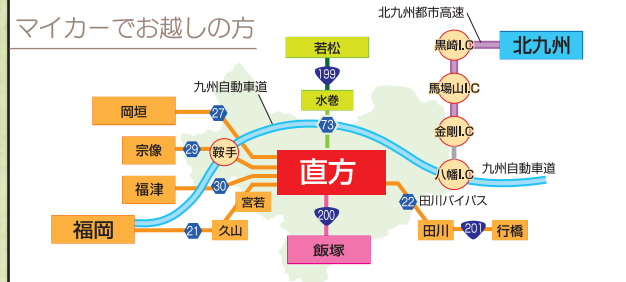 マイカーでお越しの方
北九州都市高速
若松
黒崎I.C
北九州
199
九州自動車道
馬場山I.C
水巻
岡垣
27
73
金剛I.C
宗像
29
鞍手
直方
八幡I.C
九州自動車道
福津
30
宮若
22
田川バイパス
200
福岡
21
久山
田川
201
行橋
飯塚